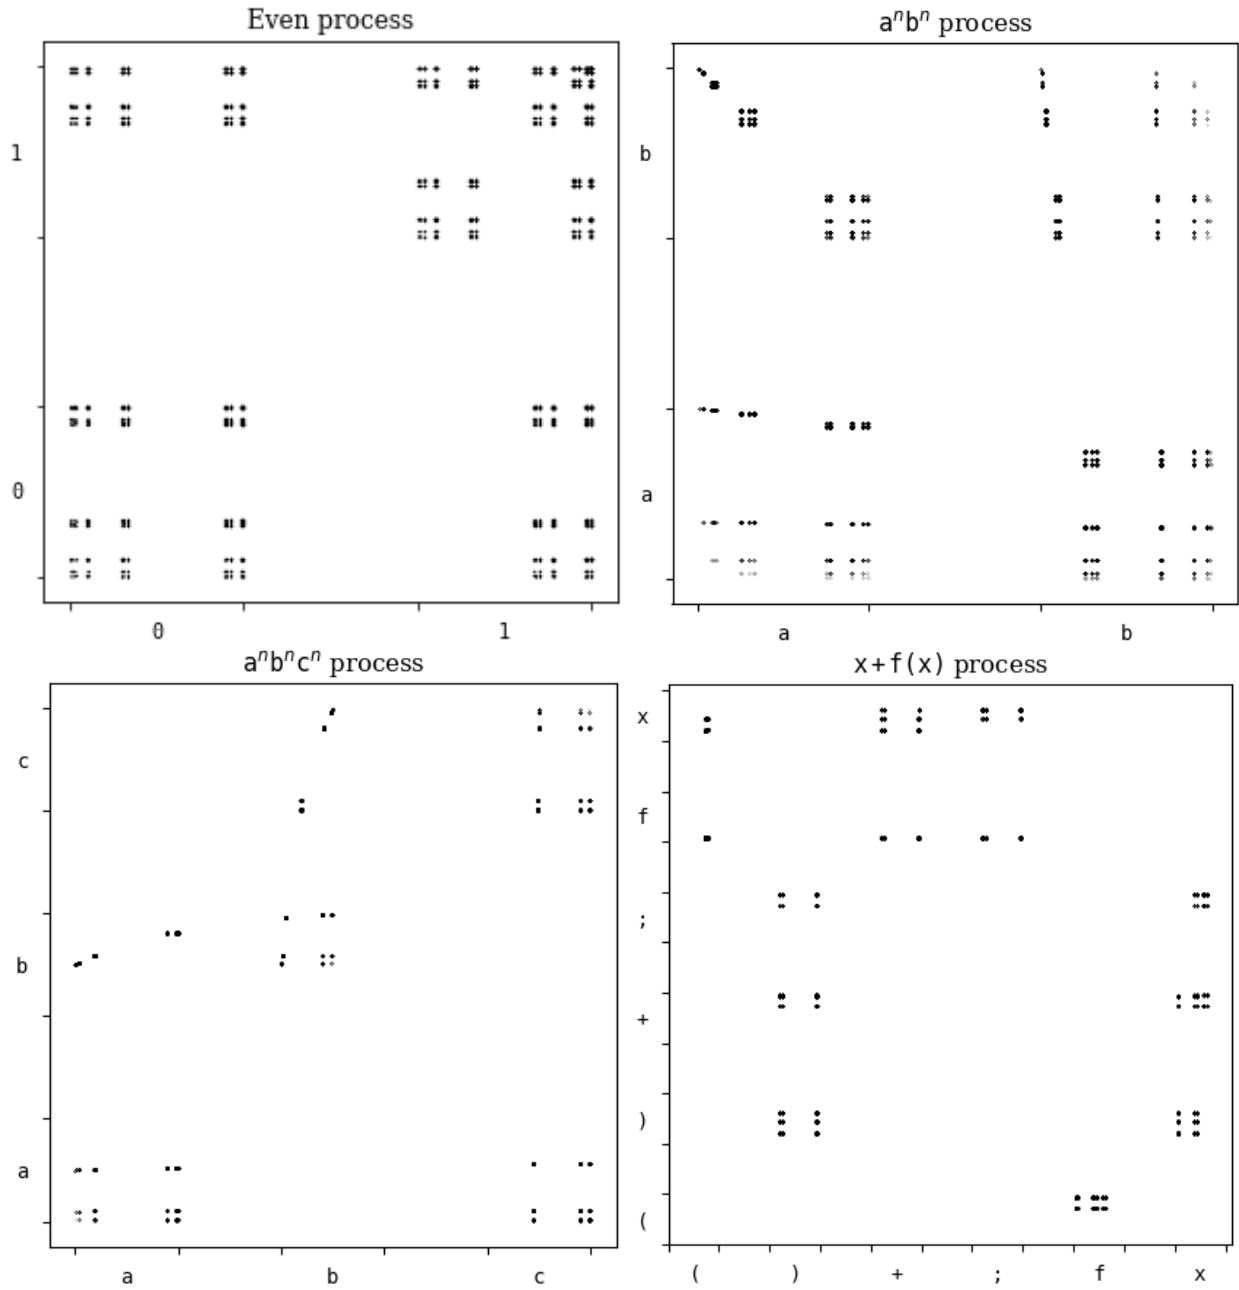 Even process
1
0
0 1
aⁿbⁿ process
b
a
a b
aⁿbⁿcⁿ process
c
b
a
a b c
x+f(x) process
x
f
;
+
)
(
( ) + ; f x